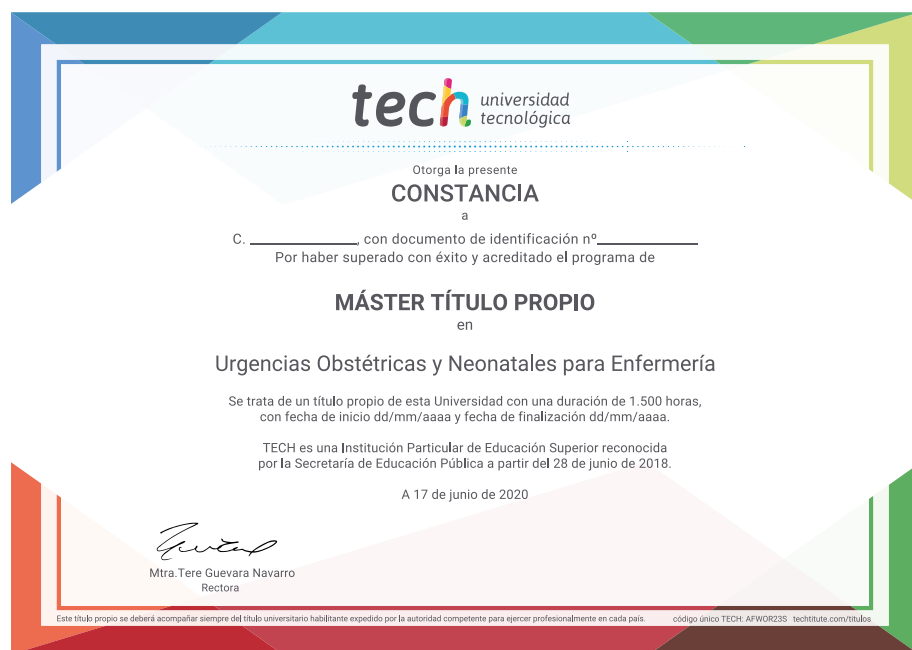 tech universidad
tecnológica
Otorga la presente
CONSTANCIA
a
C. ____________, con documento de identificación nº____________
Por haber superado con éxito y acreditado el programa de
MÁSTER TÍTULO PROPIO
en
Urgencias Obstétricas y Neonatales para Enfermería
Se trata de un título propio de esta Universidad con una duración de 1.500 horas,
con fecha de inicio dd/mm/aaaa y fecha de finalización dd/mm/aaaa.
TECH es una Institución Particular de Educación Superior reconocida
por la Secretaría de Educación Pública a partir del 28 de junio de 2018.
A 17 de junio de 2020
Mtra.Tere Guevara Navarro
Rectora
Este título propio se deberá acompañar siempre del título universitario habilitante expedido por la autoridad competente para ejercer profesionalmente en cada país. código único TECH: AFWOR23S techtitute.com/titulos